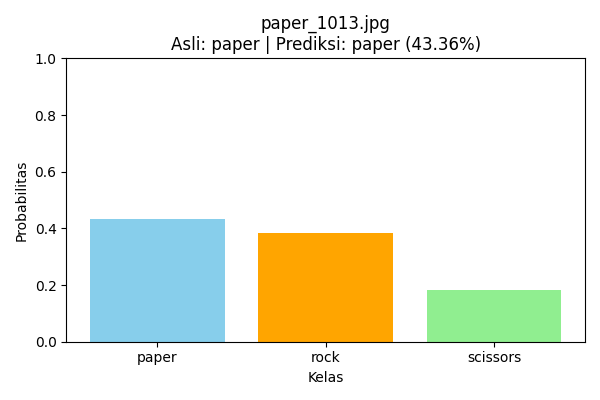 paper_1013.jpg
Asli: paper | Prediksi: paper (43.36%)
1.0
0.8
0.6
0.4
0.2
0.0
Probabilitas
paper rock scissors
Kelas